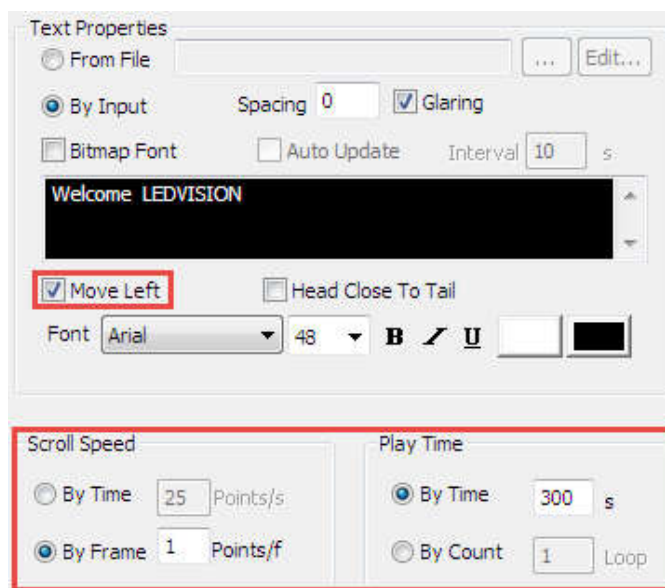 Text Properties
From File ... Edit...
By Input Spacing 0 Glaring
Bitmap Font Auto Update Interval 10 s
Welcome LEDVISION
Move Left Head Close To Tail
Font Arial 48 B I U
Scroll Speed Play Time
By Time 25 Points/s By Time 300 s
By Frame 1 Points/f By Count 1 Loop